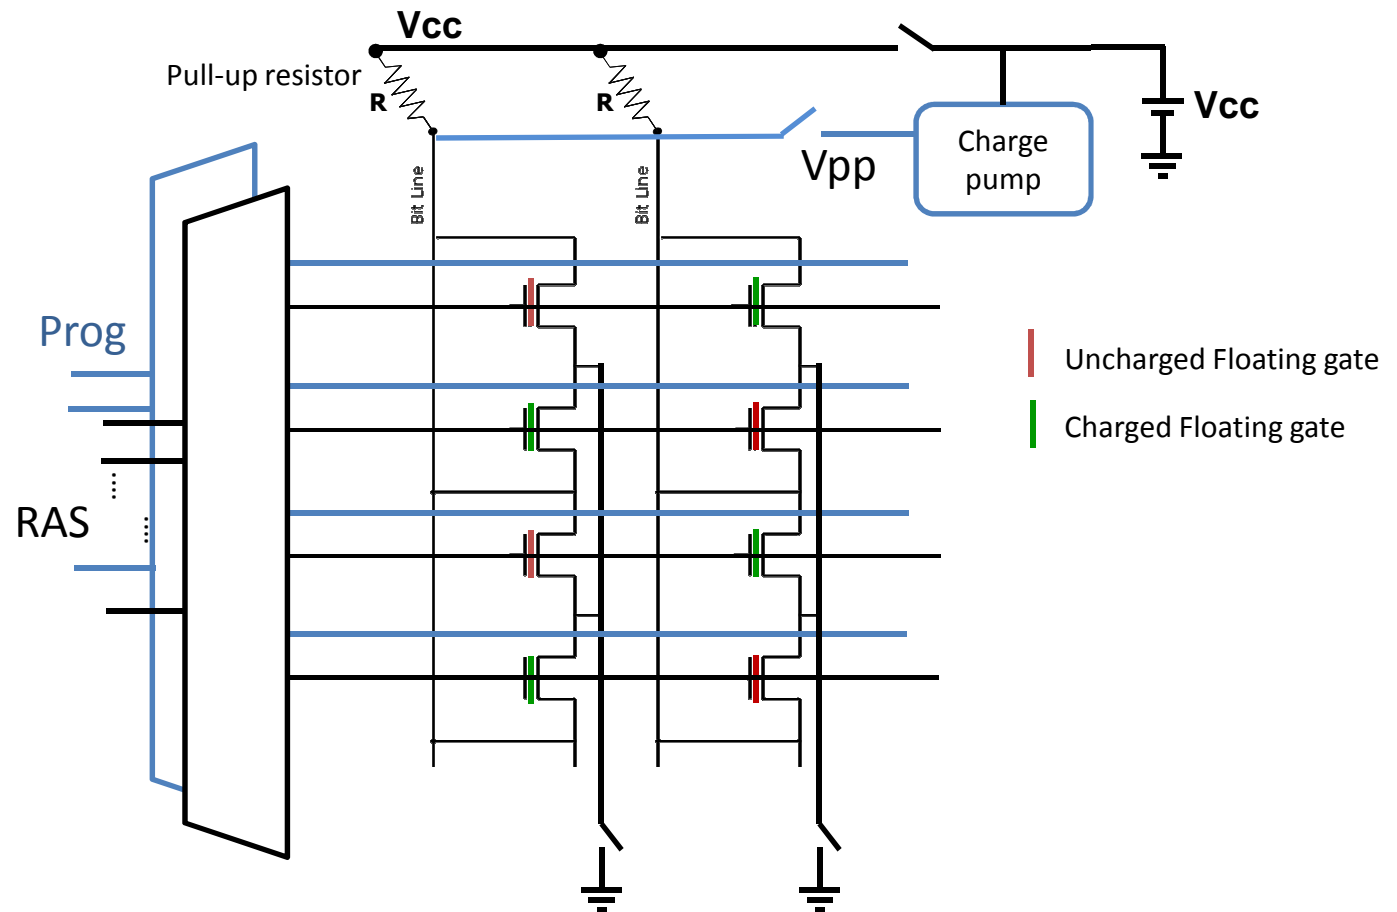 Vcc
Pull-up resistor
R
R
Vcc
Charge
pump
Vpp
Bit Line
Bit Line
Prog
Uncharged Floating gate
Charged Floating gate
RAS